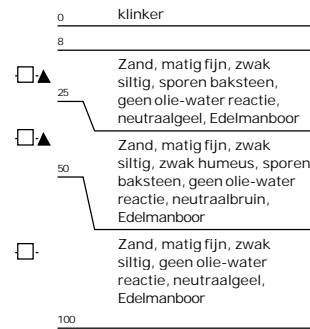 0 klinker
8
Zand, matig fijn, zwak
siltig, sporen baksteen,
geen olie-water reactie,
neutraalgeel, Edelmanboor
25
Zand, matig fijn, zwak
siltig, zwak humeus, sporen
baksteen, geen olie-water
reactie, neutraalbruin,
Edelmanboor
50
Zand, matig fijn, zwak
siltig, geen olie-water
reactie, neutraalgeel,
Edelmanboor
100